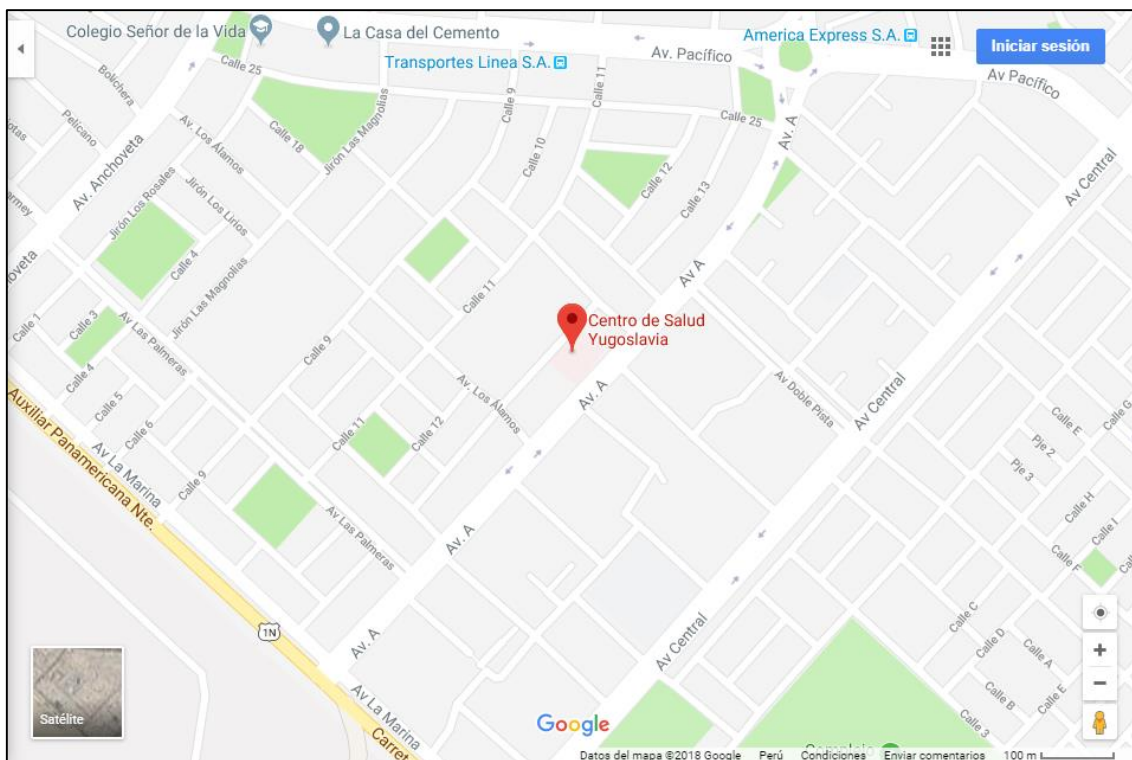 Colegio Señor de la Vida
La Casa del Cemento
America Express S.A.
Iniciar sesión
Transportes Linea S.A.
Av. Pacífico
Av Pacífico
Calle 25
Calle 11
Calle 9
Bolichera
Pelícano
Av. Anchoveta
Av. Los Álamos
Calle 18
Jirón Las Magnolias
Calle 10
Calle 25
Av. A
Calle 12
Calle 13
Av Central
Jirón Los Rosales
Jirón Los Lirios
Calle 4
Jirón Las Magnolias
Calle 11
Av A
Centro de Salud
Yugoslavia
Calle 1
Calle 3
Av Las Palmeras
Calle 9
Calle 4
Calle 5
Calle 6
Av. Los Álamos
Av. A
Av Doble Pista
Av Central
Calle G
Calle E
Pje 2
Pje 3
Calle 11
Calle 12
Auxiliar Panamericana Nte.
Av La Marina
Calle 9
Calle H
Calle I
Calle F
Av Las Palmeras
Av. A
1N
Av. A
Av Central
Calle C
Calle D
Calle A
Calle E
Calle B
Calle 3
Av La Marina
Carret
Satélite
Google
Datos del mapa ©2018 Google Perú Condiciones Enviar comentarios 100 m